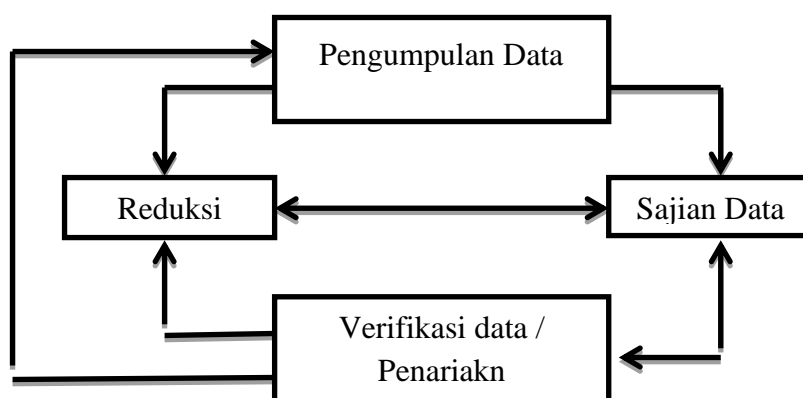 Pengumpulan Data
Reduksi
Sajian Data
Verifikasi data /
Penariakn